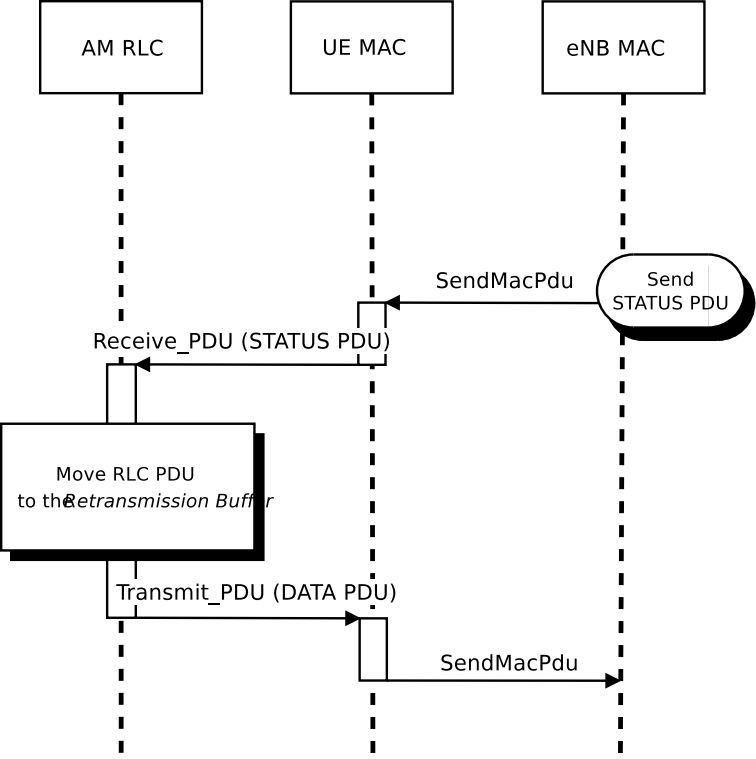 AM RLC
UE MAC
eNB MAC
SendMacPdu
Send
STATUS PDU
Receive_PDU (STATUS PDU)
Move RLC PDU
to the Retransmission Buffer
Transmit_PDU (DATA PDU)
SendMacPdu